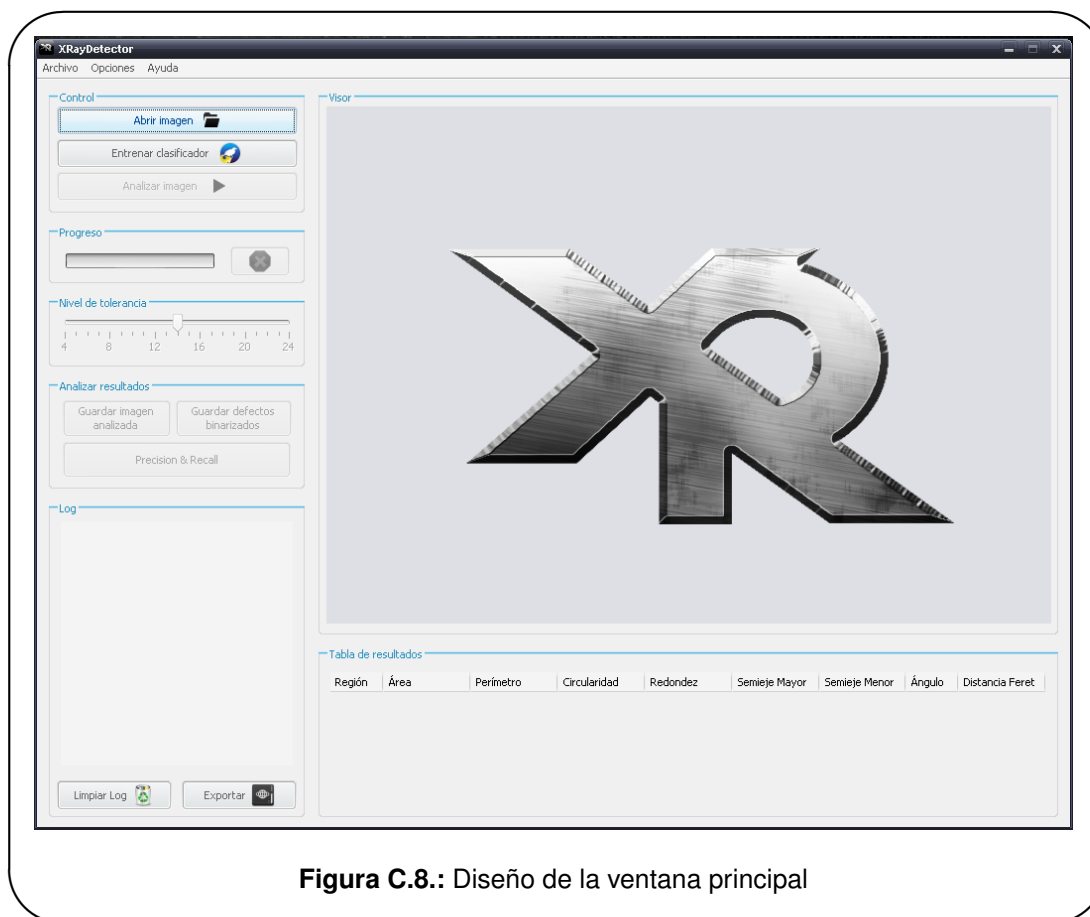 XRayDetector
Archivo Opciones Ayuda
Control
Abrir imagen
Entrenar clasificador
Analizar imagen
Progreso
Nivel de tolerancia
4 8 12 16 20 24
Analizar resultados
Guardar imagen
analizada
Guardar defectos
binarizados
Precision & Recall
Log
Limpiar Log
Exportar
Visor
XR
Tabla de resultados
Región Área Perímetro Circularidad Redondez Semieje Mayor Semieje Menor Ángulo Distancia Feret
Figura C.8.: Diseño de la ventana principal